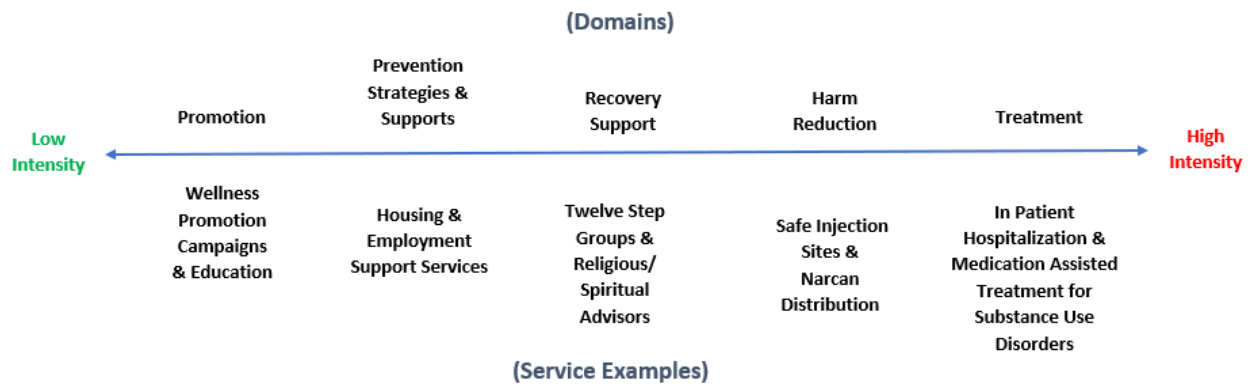 (Domains)
Promotion
Prevention
Strategies &
Supports
Recovery
Support
Harm
Reduction
Treatment
Low
Intensity
High
Intensity
Wellness
Promotion
Campaigns
& Education
Housing &
Employment
Support Services
Twelve Step
Groups &
Religious/
Spiritual
Advisors
Safe Injection
Sites &
Narcan
Distribution
In Patient
Hospitalization &
Medication Assisted
Treatment for
Substance Use
Disorders
(Service Examples)